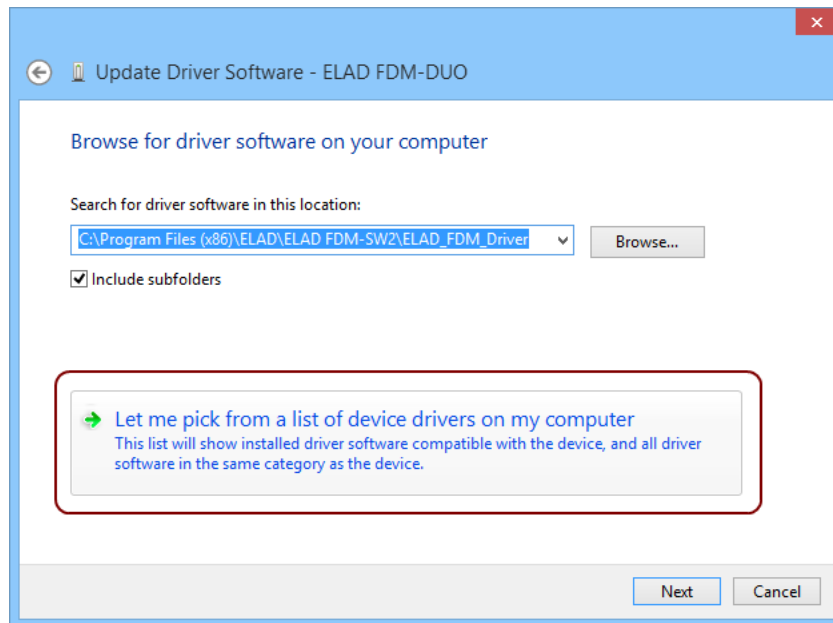 Update Driver Software - ELAD FDM-DUO
Browse for driver software on your computer
Search for driver software in this location:
C:\Program Files (x86)\ELAD\ELAD FDM-SW2\ELAD_FDM_Driver
Browse...
Include subfolders
Let me pick from a list of device drivers on my computer
This list will show installed driver software compatible with the device, and all driver
software in the same category as the device.
Next
Cancel